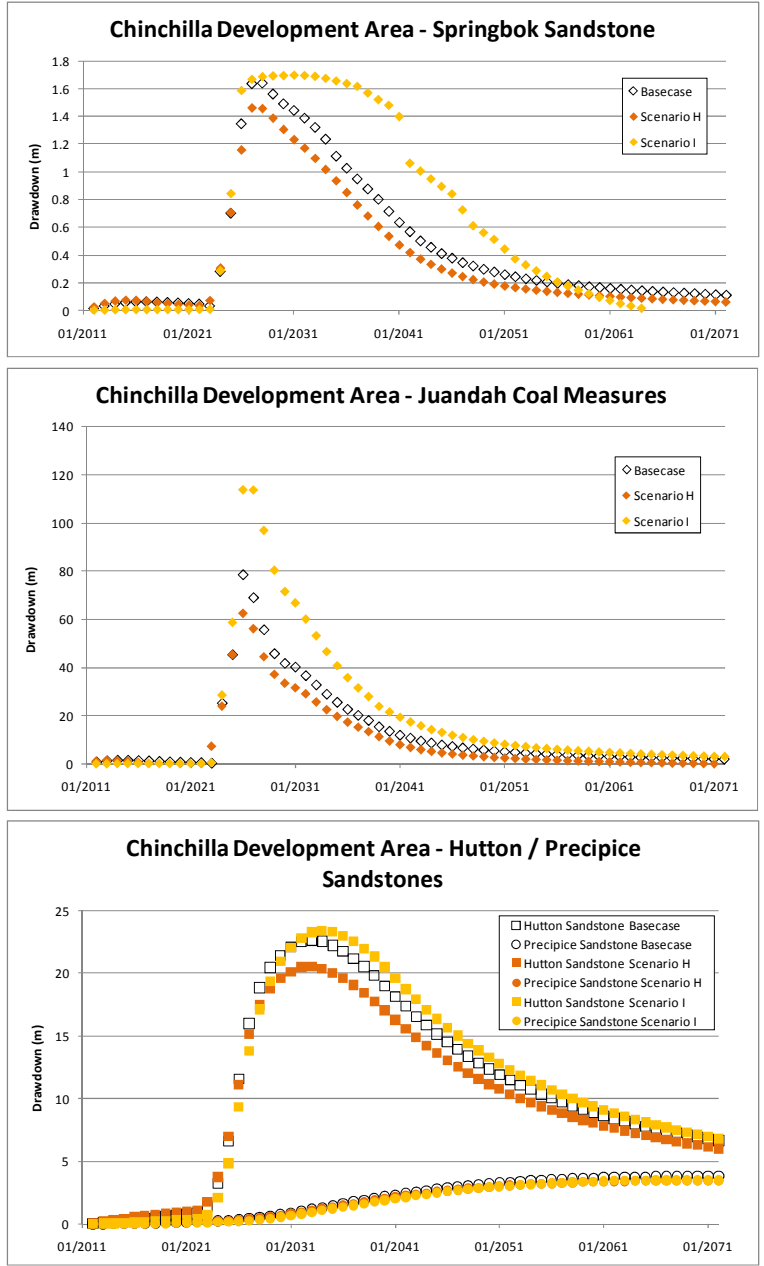 Chinchilla Development Area - Springbok Sandstone
1.8
1.6
1.4
1.2
1
0.8
0.6
0.4
0.2
0
Drawdown (m)
Basecase
Scenario H
Scenario I
01/2011 01/2021 01/2031 01/2041 01/2051 01/2061 01/2071
Chinchilla Development Area - Juandah Coal Measures
140
120
100
80
60
40
20
0
Drawdown (m)
Basecase
Scenario H
Scenario I
01/2011 01/2021 01/2031 01/2041 01/2051 01/2061 01/2071
Chinchilla Development Area - Hutton / Precipice
Sandstones
25
20
15
10
5
0
Drawdown (m)
Hutton Sandstone Basecase
Precipice Sandstone Basecase
Hutton Sandstone Scenario H
Precipice Sandstone Scenario H
Hutton Sandstone Scenario I
Precipice Sandstone Scenario I
01/2011 01/2021 01/2031 01/2041 01/2051 01/2061 01/2071